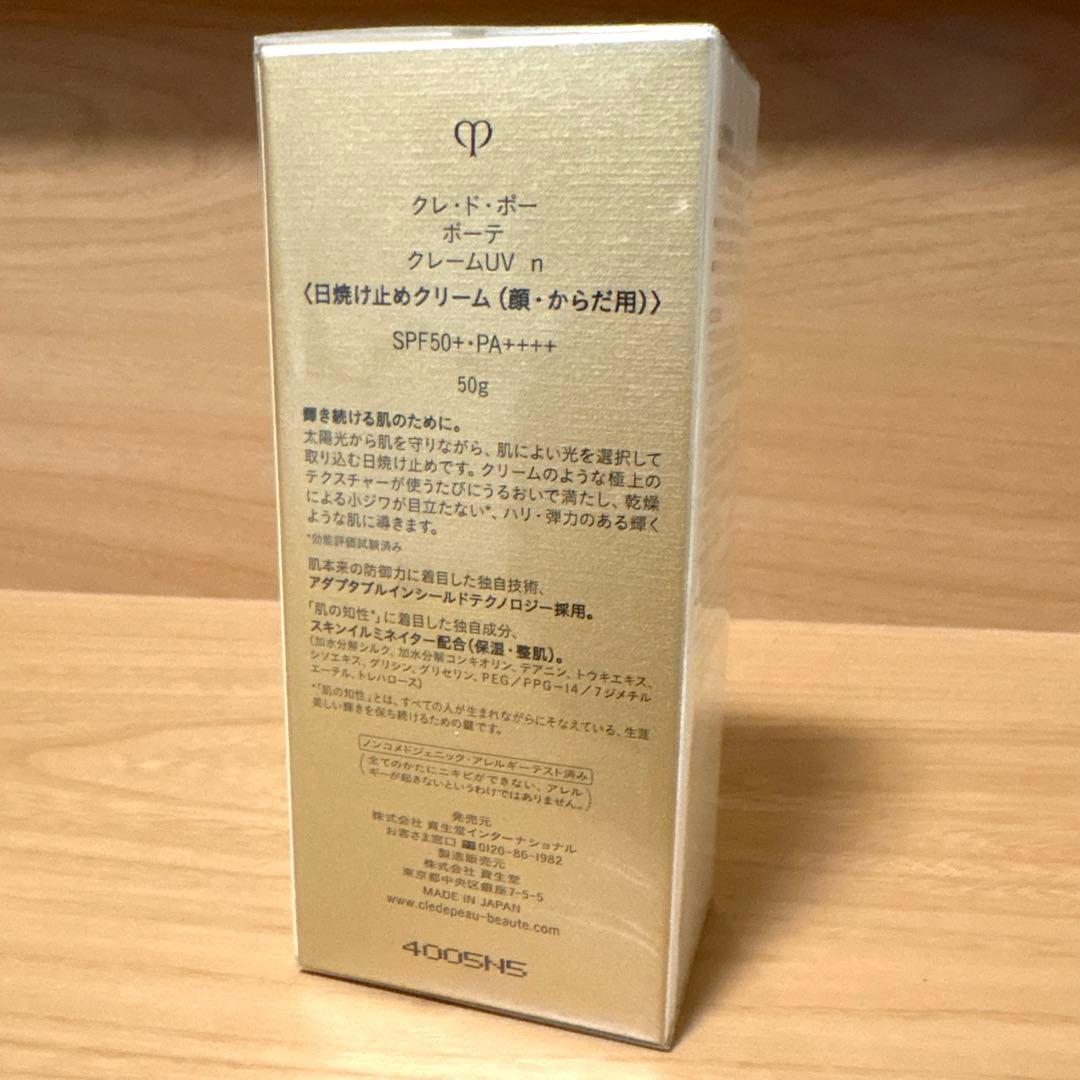 クレ・ド・ポー
ボーテ
クレームUV n
〈日焼け止めクリーム（顔・からだ用）〉
SPF50+・PA++++
50g
輝き続ける肌のために。
太陽光から肌を守りながら、肌によい光を選択して
取り込む日焼け止めです。クリームのような極上の
テクスチャーが使うたびにうるおいで満たし、乾燥
による小ジワが目立たない*、ハリ・弾力のある輝く
ような肌に導きます。
*効能評価試験済み
肌本来の防御力に着目した独自技術、
アダプタブルインシールドテクノロジー採用。
「肌の知性*」に着目した独自成分、
スキンイルミネイター配合（保湿・整肌）。
（加水分解シルク、加水分解コンキオリン、テアニン、トウキエキス、
シソエキス、グリシン、グリセリン、PEG／PPG−14／7ジメチル
エーテル、トレハロース）
*「肌の知性」とは、すべての人が生まれながらにそなえている、生涯
美しい輝きを保ち続けるための鍵です。
ノンコメドジェニック・アレルギーテスト済み
（全てのかたにニキビができない、アレル
ギーが起きないというわけではありません。）
発売元
株式会社 資生堂インターナショナル
お客さま窓口 0120-86-1982
製造販売元
株式会社 資生堂
東京都中央区銀座7-5-5
MADE IN JAPAN
www.cledepeau-beaute.com
4005NS